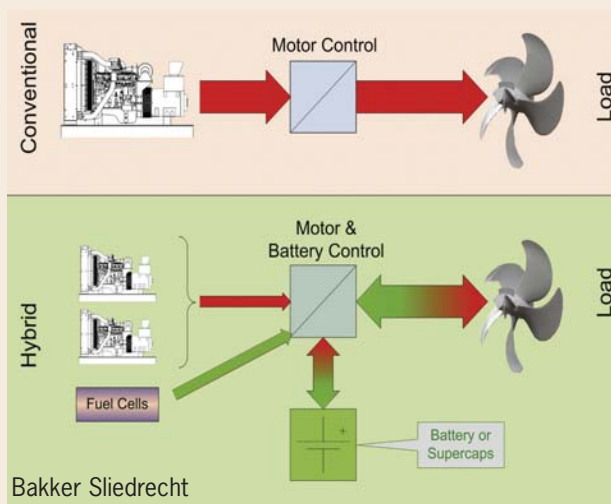 Conventional
Motor Control
Load
Hybrid
Motor &
Battery Control
Load
Fuel Cells
+
Battery or
Supercaps
Bakker Sliedrecht